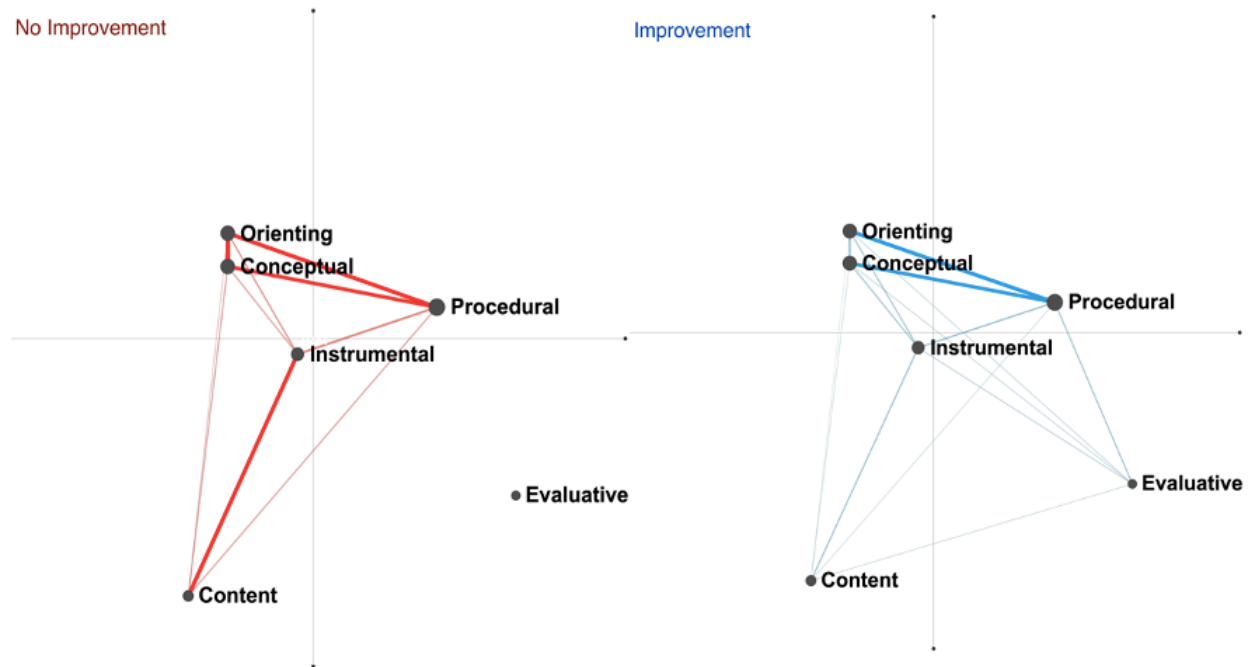 No Improvement
Orienting
Conceptual
Procedural
Instrumental
Evaluative
Content
Improvement
Orienting
Conceptual
Procedural
Instrumental
Evaluative
Content